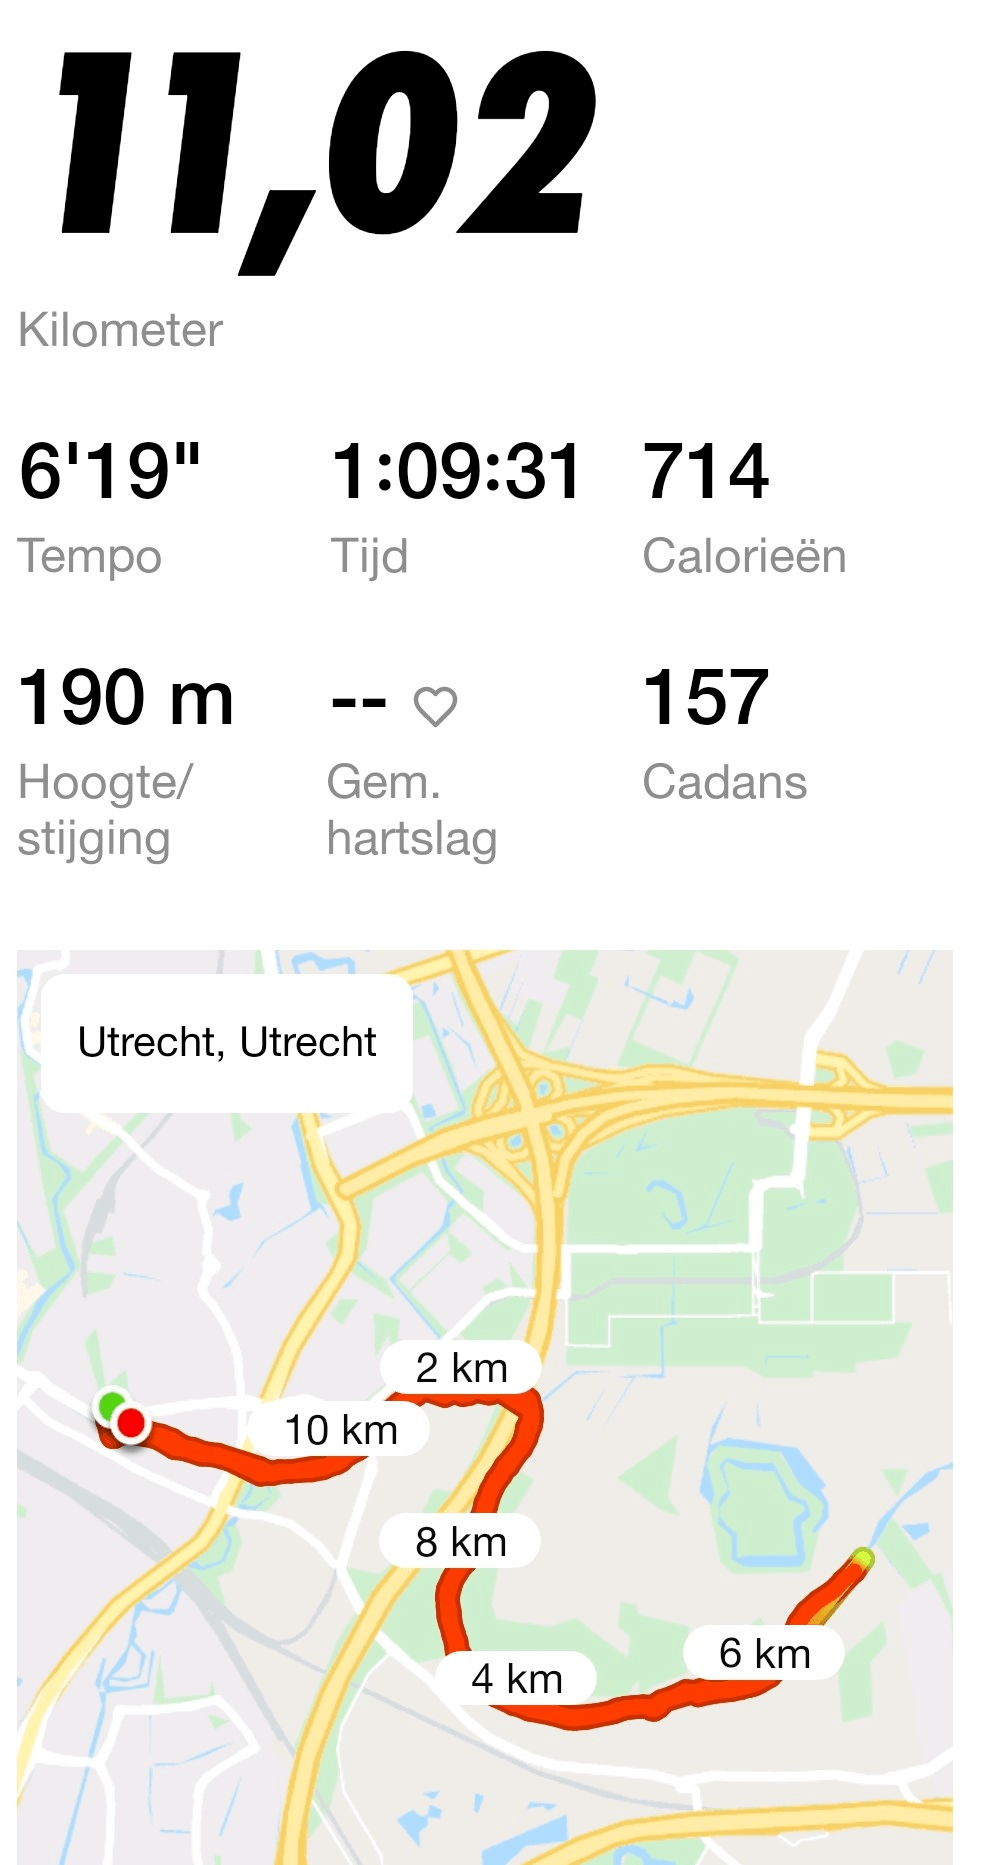 11,02
Kilometer
6'19" 1:09:31 714
Tempo Tijd Calorieën
190 m -- 157
Hoogte/ Gem. Cadans
stijging hartslag
Utrecht, Utrecht
2 km
10 km
8 km
6 km
4 km